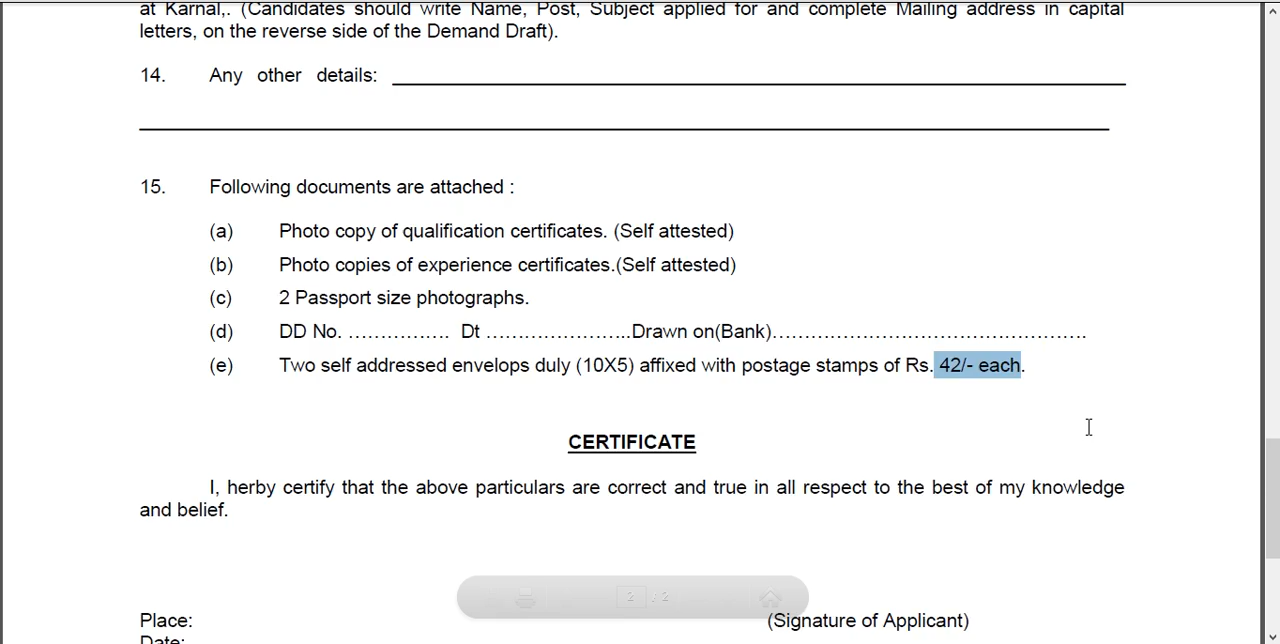 at Karnal,. (Candidates should write Name, Post, Subject applied for and complete Mailing address in capital
letters, on the reverse side of the Demand Draft).
14. Any other details: ___
15. Following documents are attached :
(a) Photo copy of qualification certificates. (Self attested)
(b) Photo copies of experience certificates.(Self attested)
(c) 2 Passport size photographs.
(d) DD No. ................ Dt ......................Drawn on(Bank)................................................
(e) Two self addressed envelops duly (10X5) affixed with postage stamps of Rs. 42/- each.
CERTIFICATE
I, herby certify that the above particulars are correct and true in all respect to the best of my knowledge
and belief.
2 / 2
Place: (Signature of Applicant)
Date: